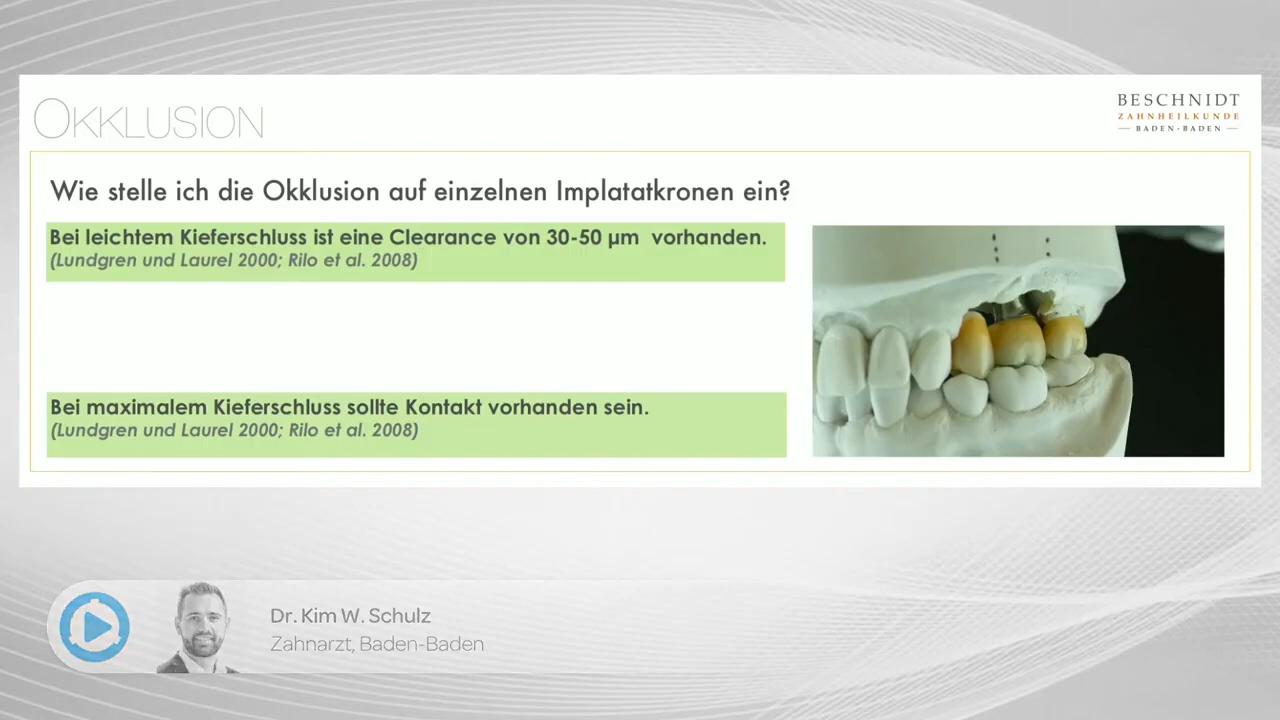 OKKLUSION
BESCHNIDT
ZAHNHEILKUNDE
BADEN-BADEN
Wie stelle ich die Okklusion auf einzelnen Implatatkronen ein?
Bei leichtem Kieferschluss ist eine Clearance von 30-50 µm vorhanden.
(Lundgren und Laurel 2000; Rilo et al. 2008)
Bei maximalem Kieferschluss sollte Kontakt vorhanden sein.
(Lundgren und Laurel 2000; Rilo et al. 2008)
Dr. Kim W. Schulz
Zahnarzt, Baden-Baden